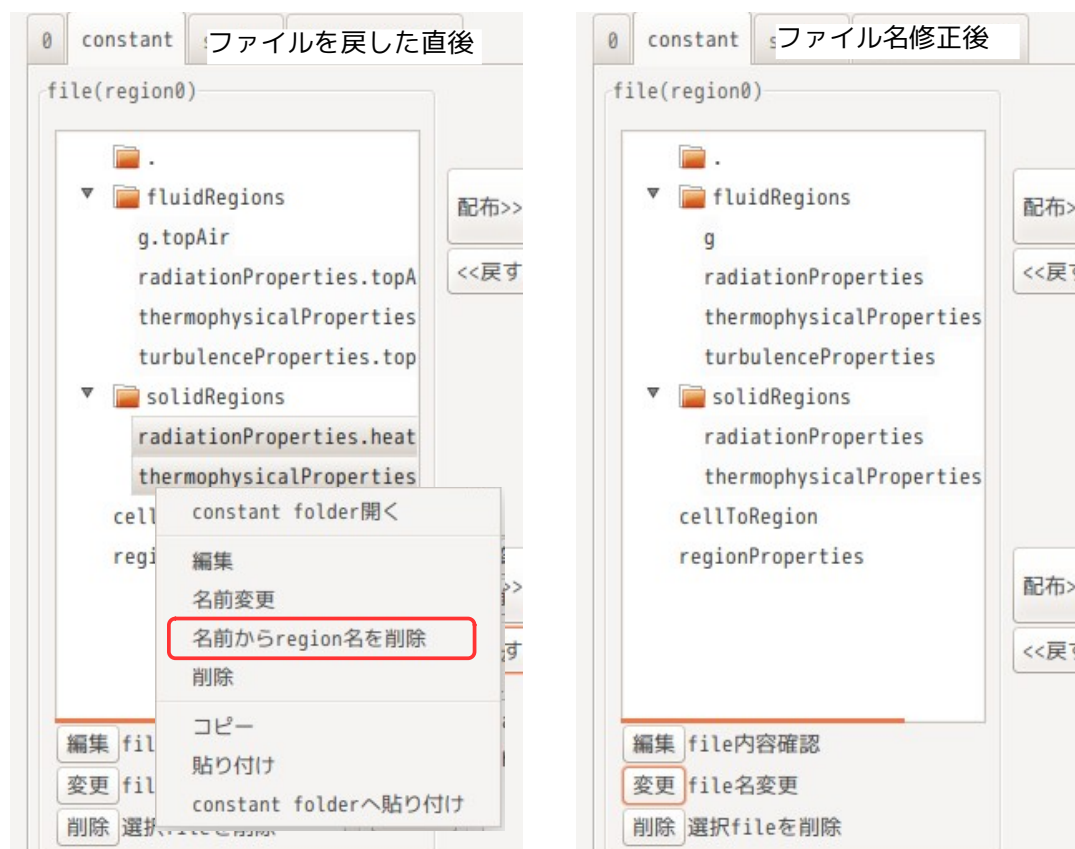 0 constant
ファイルを戻した直後
file(region0)
.
fluidRegions
g.topAir
radiationProperties.topA
thermophysicalProperties
turbulenceProperties.top
solidRegions
radiationProperties.heat
thermophysicalProperties
cell
regi
配布>>
<<戻す
constant folder開く
編集
名前変更
名前からregion名を削除
削除
コピー
貼り付け
constant folderへ貼り付け
>>
す
編集 fil
変更 fil
削除
0 constant
ファイル名修正後
file(region0)
.
fluidRegions
g
radiationProperties
thermophysicalProperties
turbulenceProperties
solidRegions
radiationProperties
thermophysicalProperties
cellToRegion
regionProperties
配布>
<<戻す
配布>
<<戻す
編集 file内容確認
変更 file名変更
削除 選択fileを削除